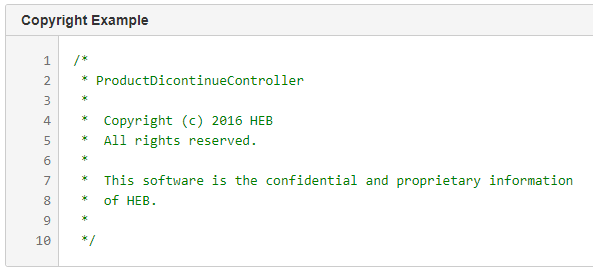 Copyright Example
1 /*
2  * ProductDicontinueController
3  *
4  *  Copyright (c) 2016 HEB
5  *  All rights reserved.
6  *
7  *  This software is the confidential and proprietary information
8  *  of HEB.
9  *
10  */